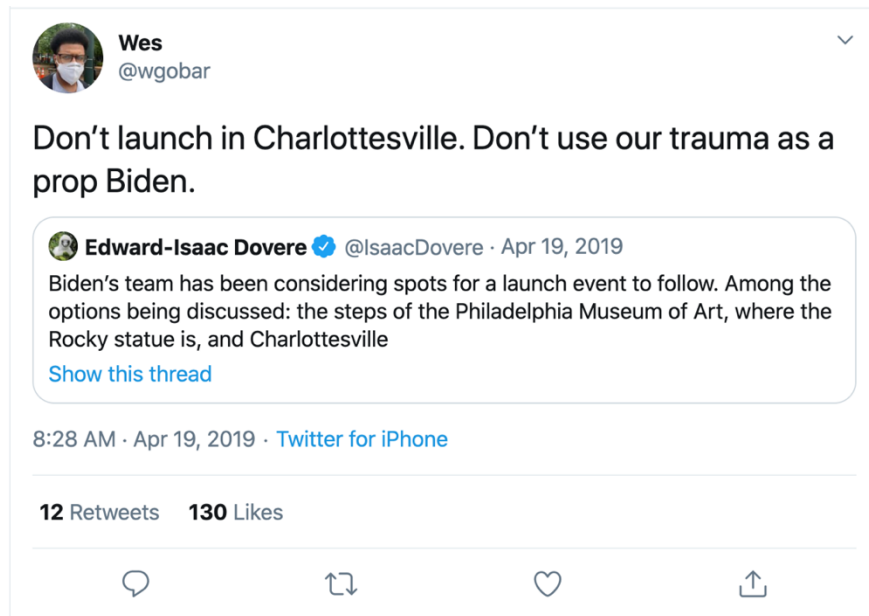 Wes
@wgobar
Don’t launch in Charlottesville. Don’t use our trauma as a
prop Biden.
Edward-Isaac Dovere @IsaacDovere · Apr 19, 2019
Biden’s team has been considering spots for a launch event to follow. Among the
options being discussed: the steps of the Philadelphia Museum of Art, where the
Rocky statue is, and Charlottesville
Show this thread
8:28 AM · Apr 19, 2019 · Twitter for iPhone
12 Retweets 130 Likes